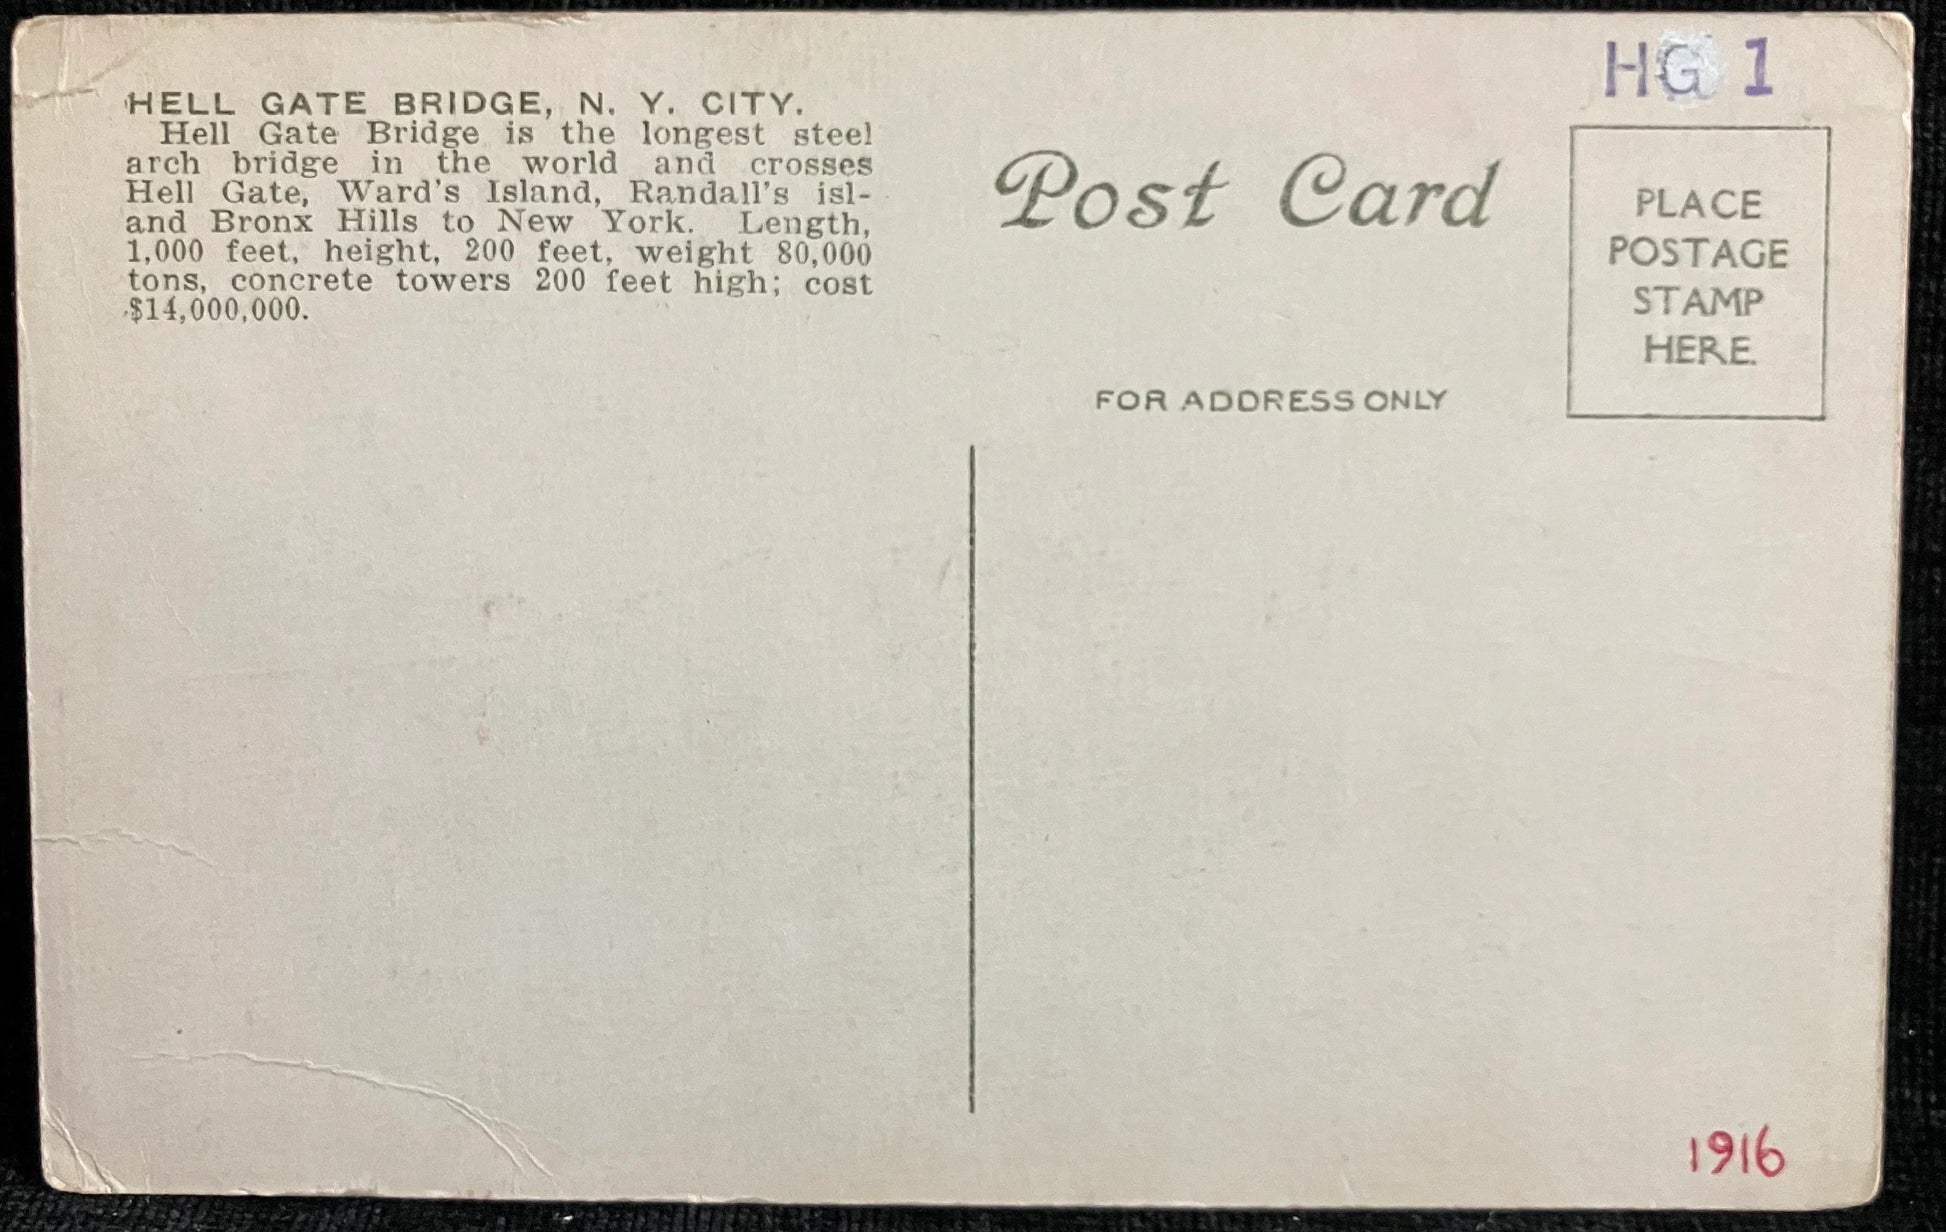 HG 1
HELL GATE BRIDGE, N. Y. CITY.
Hell Gate Bridge is the longest steel
arch bridge in the world and crosses
Hell Gate, Ward's Island, Randall's isl-
and Bronx Hills to New York. Length,
1,000 feet, height, 200 feet, weight 80,000
tons, concrete towers 200 feet high; cost
$14,000,000.
Post Card
PLACE
POSTAGE
STAMP
HERE.
FOR ADDRESS ONLY
1916